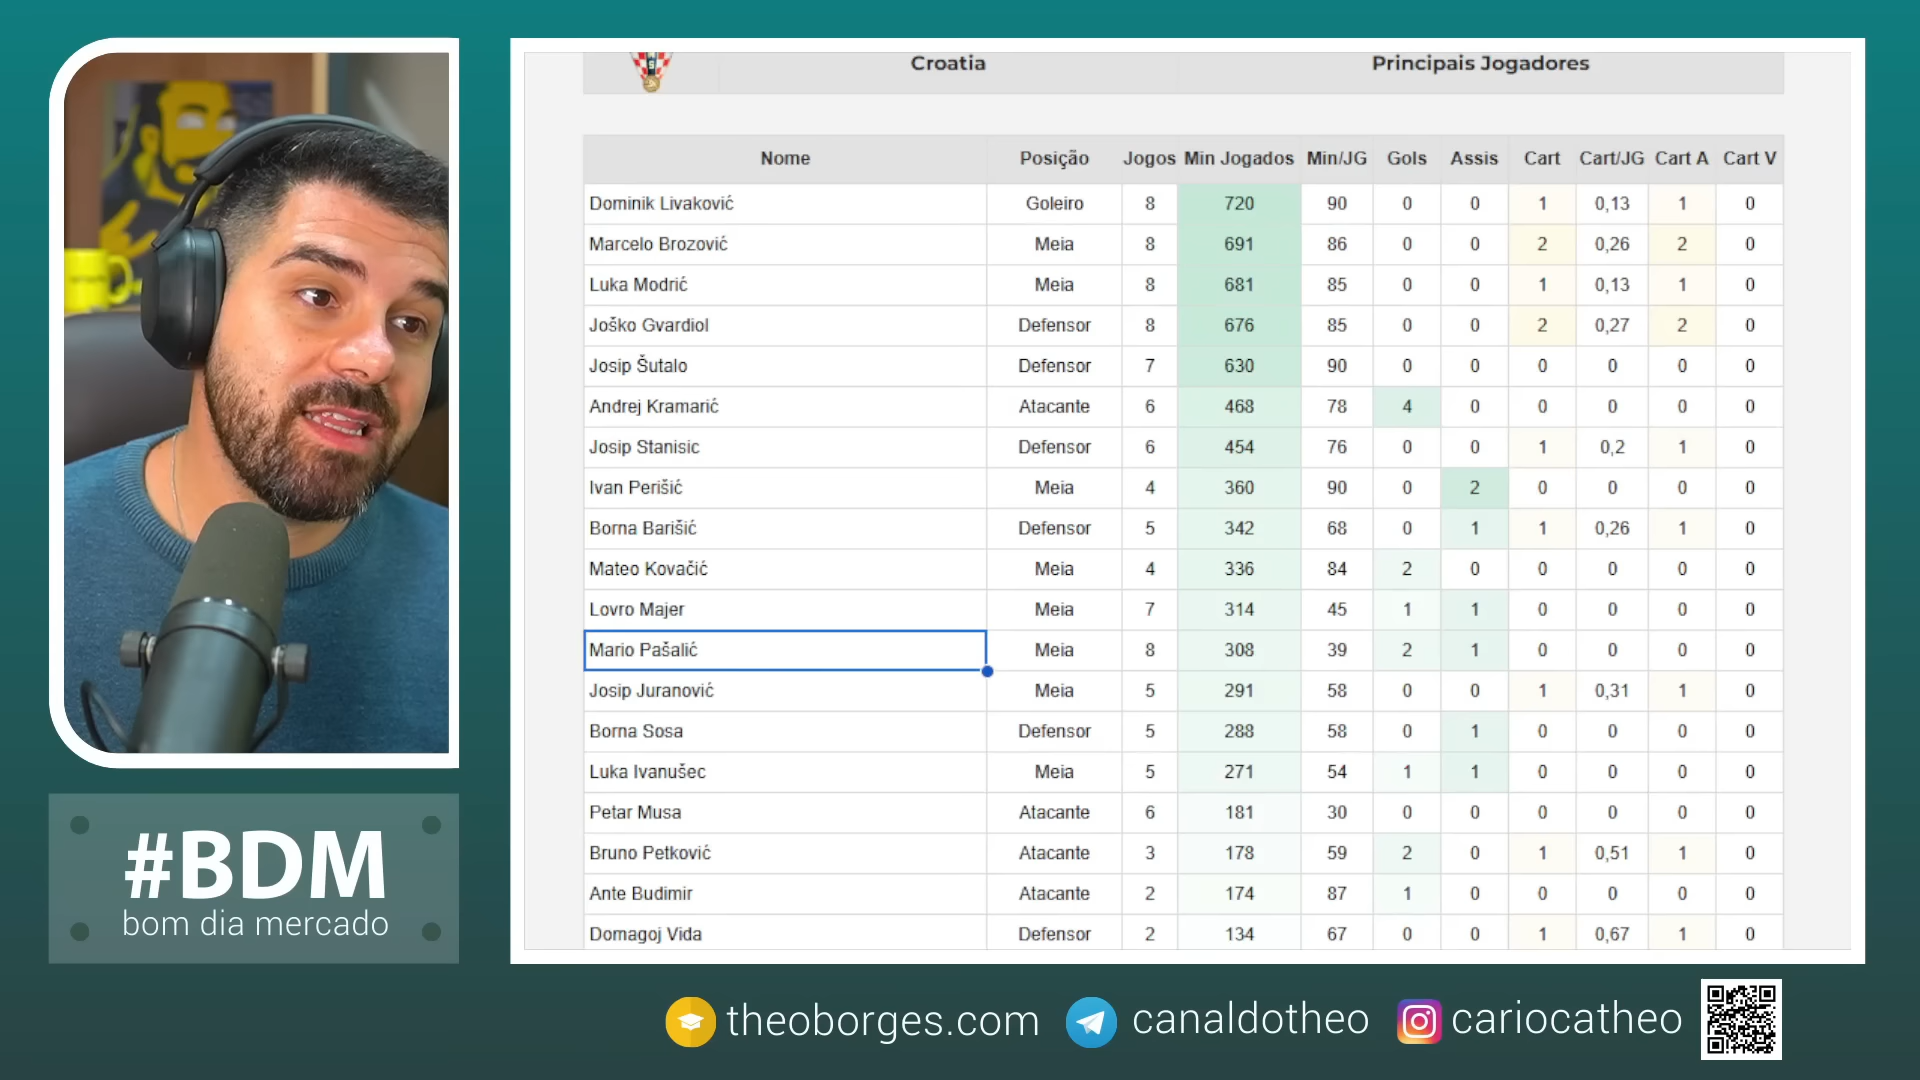 Croatia Principais Jogadores
Nome Posição Jogos Min Jogados Min/JG Gols Assis Cart Cart/JG Cart A Cart V
Dominik Livaković Goleiro 8 720 90 0 0 1 0,13 1 0
Marcelo Brozović Meia 8 691 86 0 0 2 0,26 2 0
Luka Modrić Meia 8 681 85 0 0 1 0,13 1 0
Joško Gvardiol Defensor 8 676 85 0 0 2 0,27 2 0
Josip Šutalo Defensor 7 630 90 0 0 0 0 0 0
Andrej Kramarić Atacante 6 468 78 4 0 0 0 0 0
Josip Stanisic Defensor 6 454 76 0 0 1 0,2 1 0
Ivan Perišić Meia 4 360 90 0 2 0 0 0 0
Borna Barišić Defensor 5 342 68 0 1 1 0,26 1 0
Mateo Kovačić Meia 4 336 84 2 0 0 0 0 0
Lovro Majer Meia 7 314 45 1 1 0 0 0 0
Mario Pašalić Meia 8 308 39 2 1 0 0 0 0
Josip Juranović Meia 5 291 58 0 0 1 0,31 1 0
Borna Sosa Defensor 5 288 58 0 1 0 0 0 0
Luka Ivanušec Meia 5 271 54 1 1 0 0 0 0
Petar Musa Atacante 6 181 30 0 0 0 0 0 0
Bruno Petković Atacante 3 178 59 2 0 1 0,51 1 0
Ante Budimir Atacante 2 174 87 1 0 0 0 0 0
Domagoj Vida Defensor 2 134 67 0 0 1 0,67 1 0
#BDM
bom dia mercado
theoborges.com canaldotheo cariocatheo